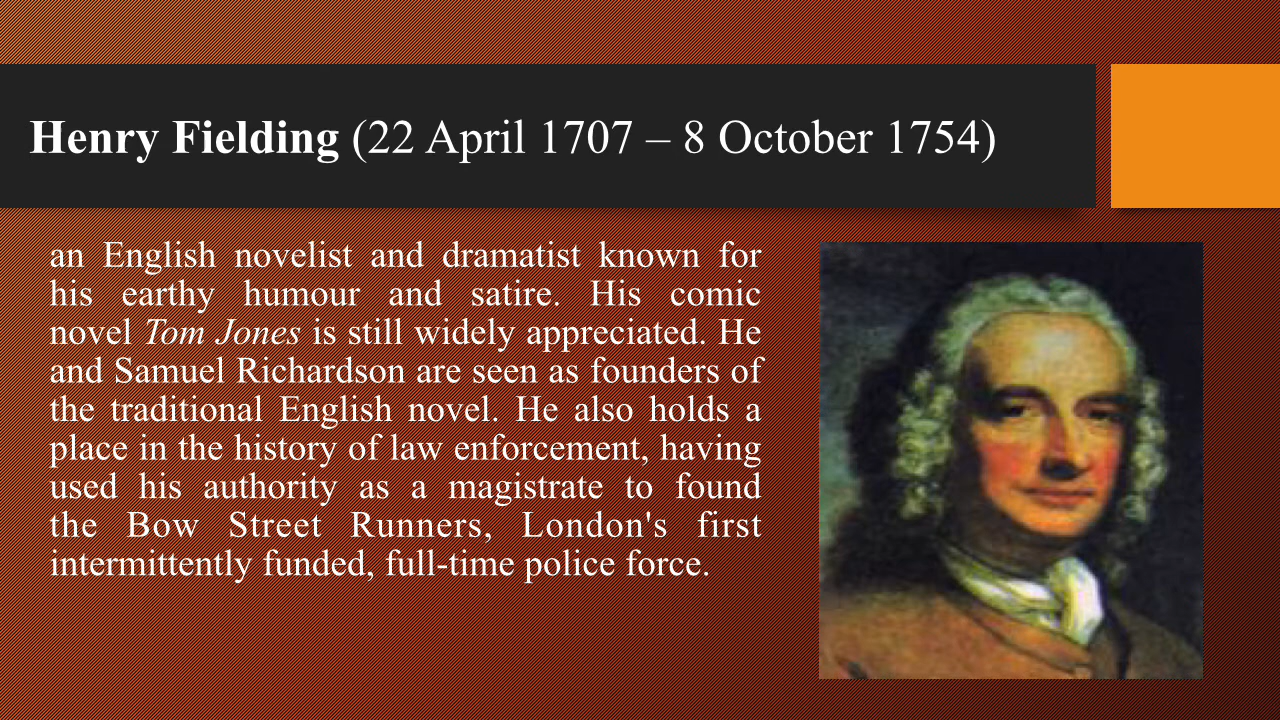 Henry Fielding (22 April 1707 – 8 October 1754)
an English novelist and dramatist known for
his earthy humour and satire. His comic
novel Tom Jones is still widely appreciated. He
and Samuel Richardson are seen as founders of
the traditional English novel. He also holds a
place in the history of law enforcement, having
used his authority as a magistrate to found
the Bow Street Runners, London's first
intermittently funded, full-time police force.